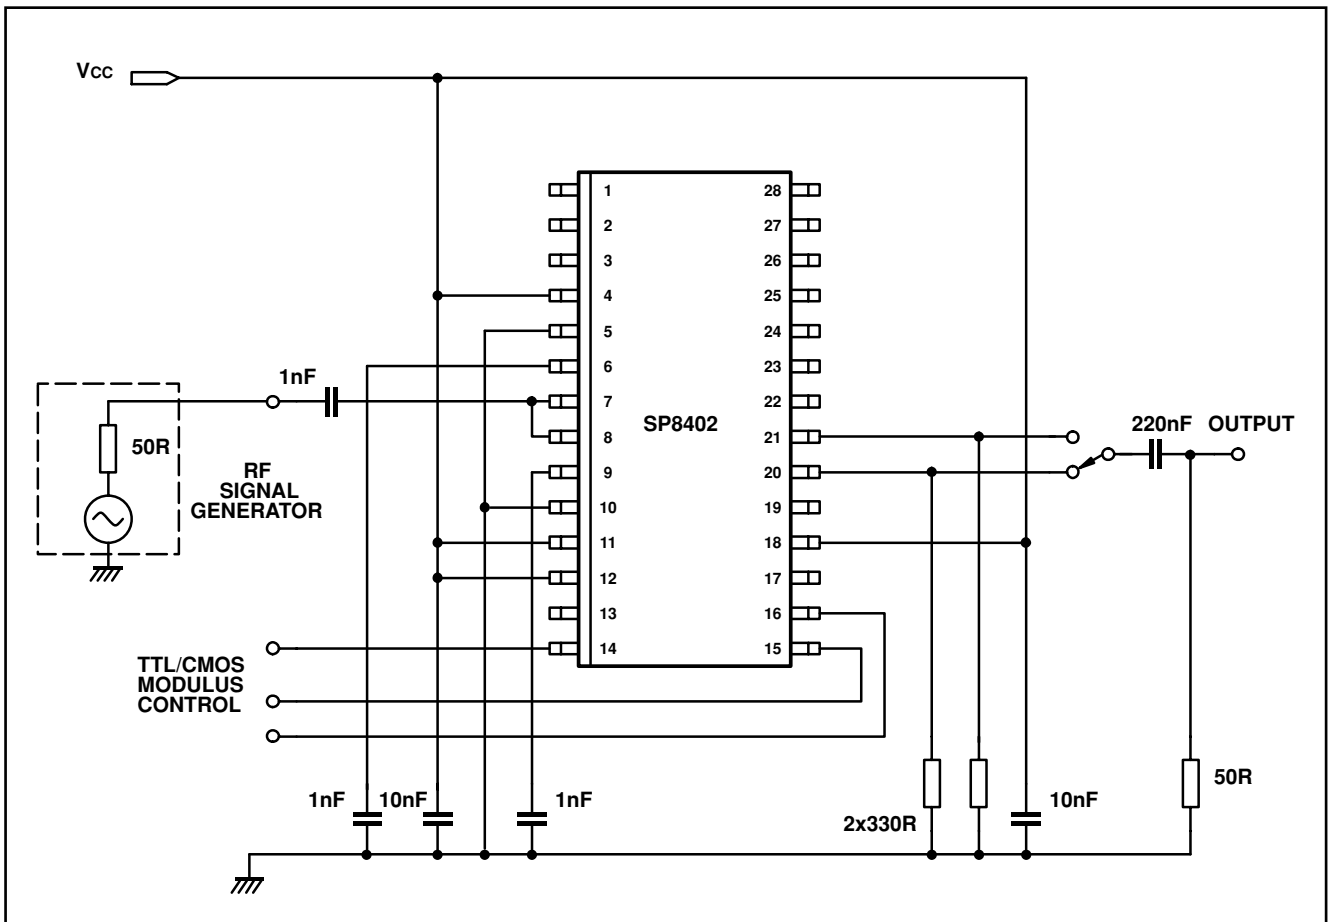 Vcc
1
2
3
4
5
6
7
8
9
10
11
12
13
14
28
27
26
25
24
23
22
21
20
19
18
17
16
15
SP8402
1nF
50R
RF
SIGNAL
GENERATOR
220nF OUTPUT
TTL/CMOS
MODULUS
CONTROL
1nF
10nF
1nF
2x330R
10nF
50R